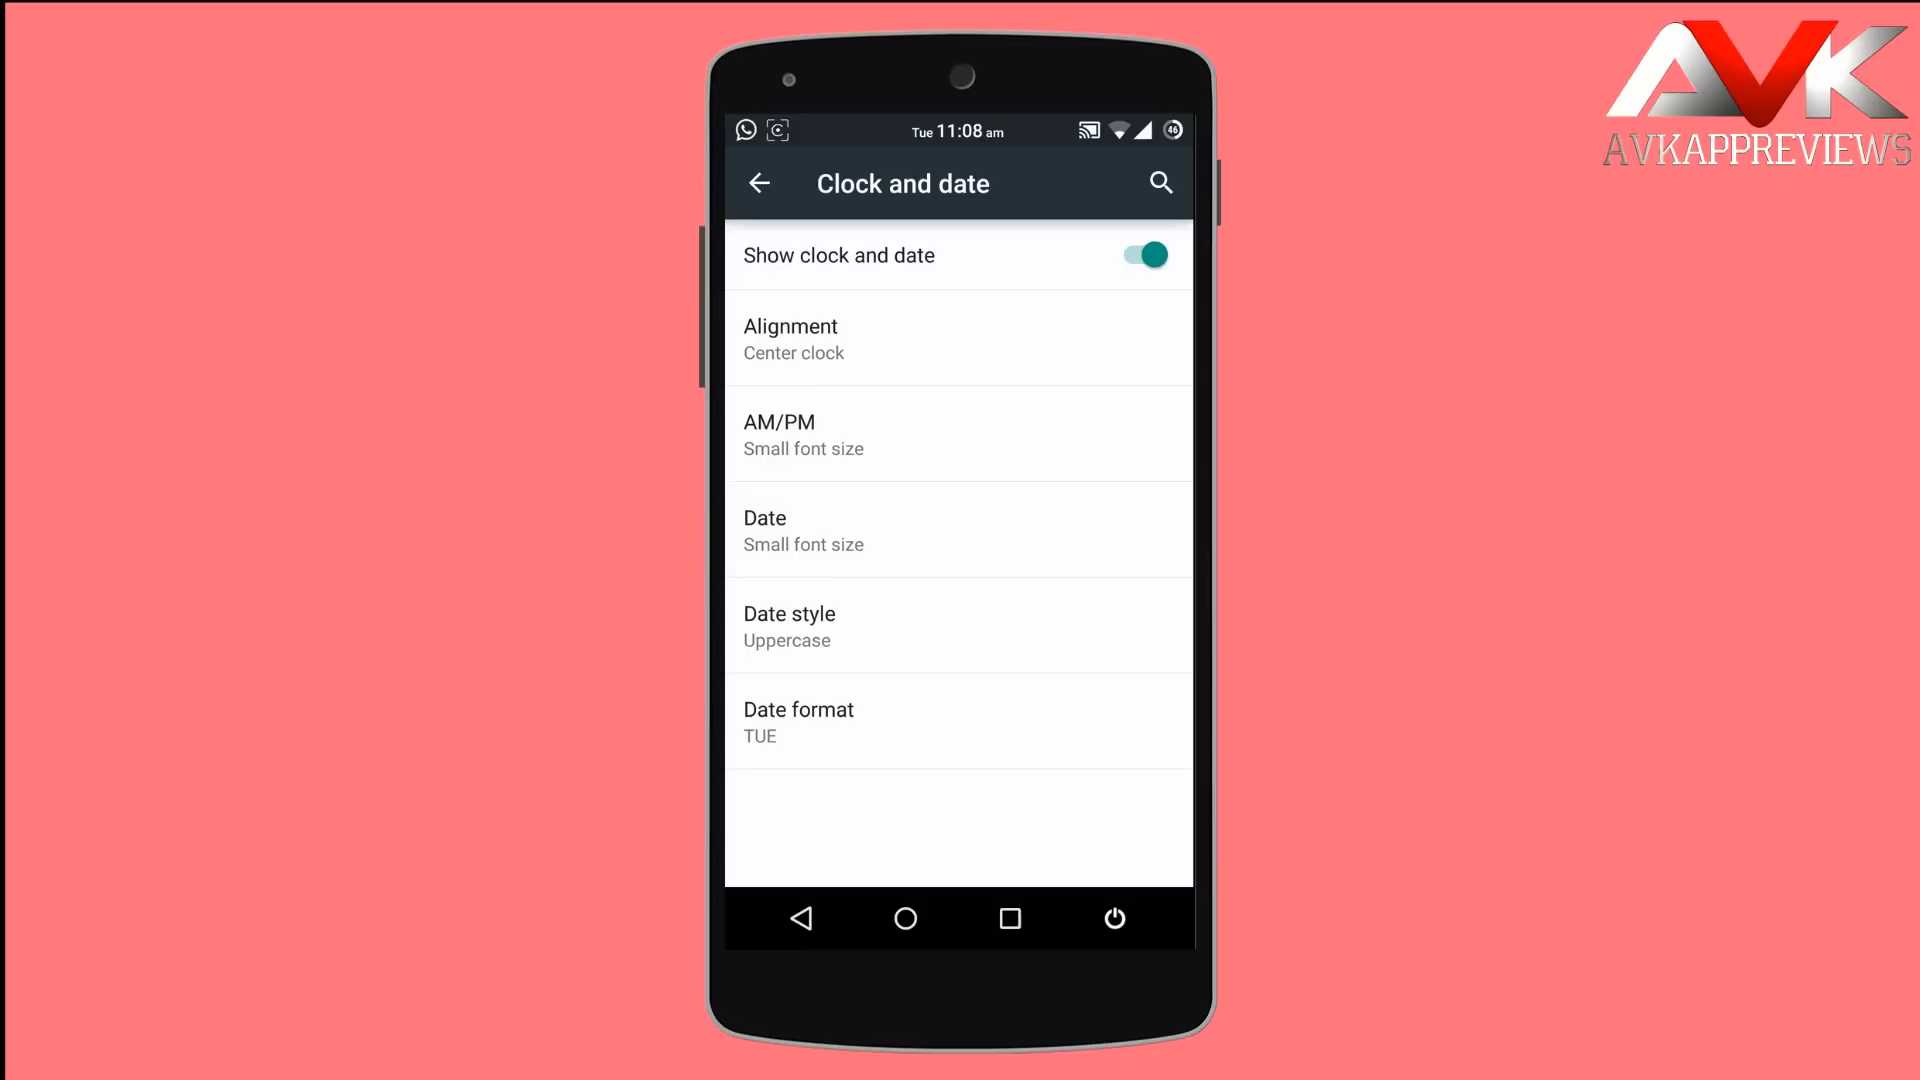 AVK
AVKAPPREVIEWS
Tue 11:08 am
46
Clock and date
Show clock and date
Alignment
Center clock
AM/PM
Small font size
Date
Small font size
Date style
Uppercase
Date format
TUE